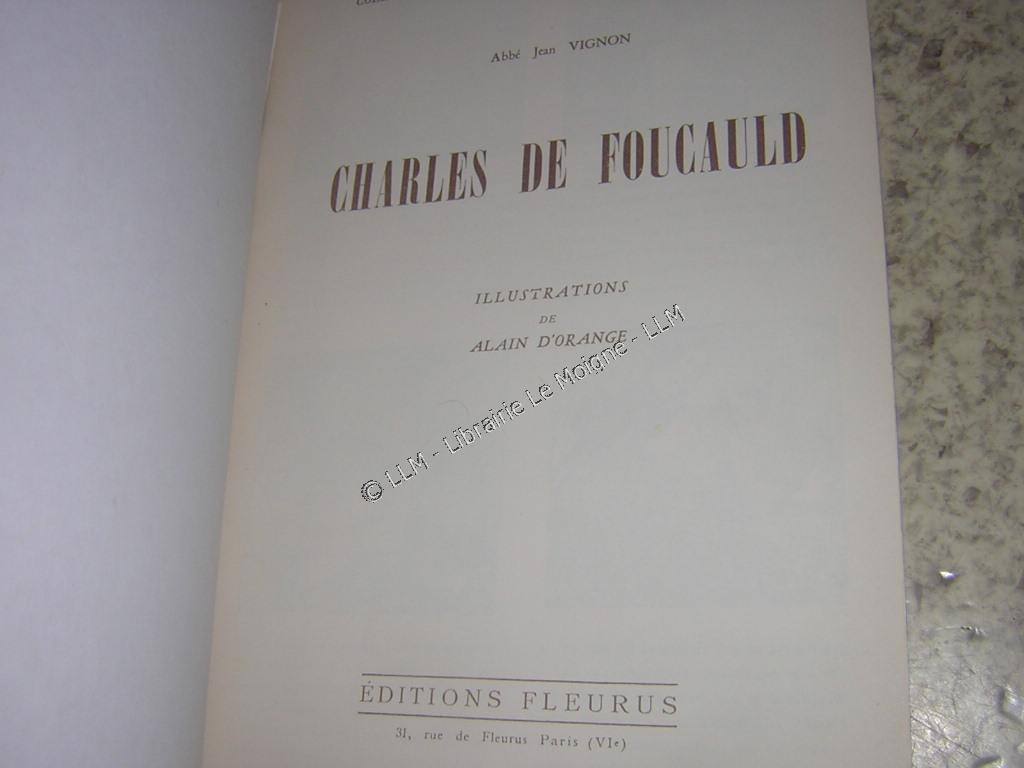 Abbé Jean VIGNON
CHARLES DE FOUCAULD
ILLUSTRATIONS
DE
ALAIN D'ORANGE
© LLM - Librairie Le Moigne - LLM
ÉDITIONS FLEURUS
31, rue de Fleurus Paris (VIe)